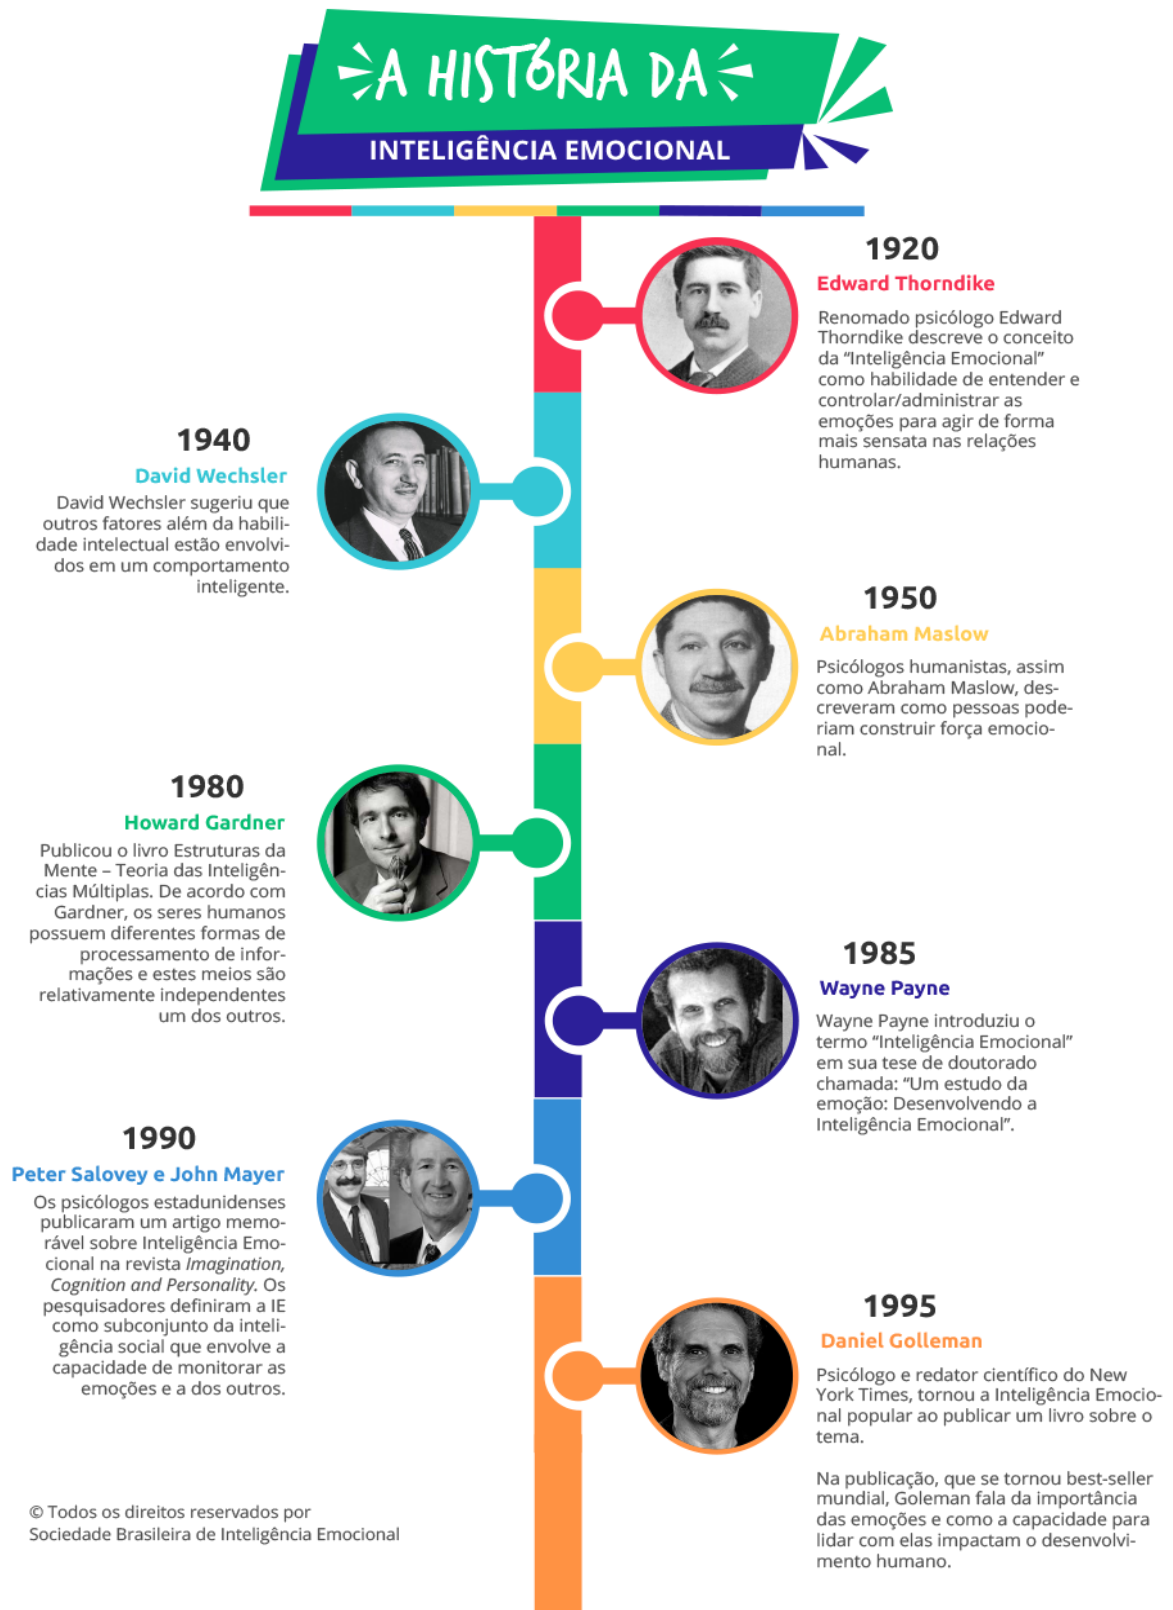 A HISTÓRIA DA
INTELIGÊNCIA EMOCIONAL
1920
Edward Thorndike
Renomado psicólogo Edward
Thorndike descreve o conceito
da “Inteligência Emocional”
como habilidade de entender e
controlar/administrar as
emoções para agir de forma
mais sensata nas relações
humanas.
1940
David Wechsler
David Wechsler sugeriu que
outros fatores além da habili-
dade intelectual estão envolvi-
dos em um comportamento
inteligente.
1950
Abraham Maslow
Psicólogos humanistas, assim
como Abraham Maslow, des-
creveram como pessoas pode-
riam construir força emocio-
nal.
1980
Howard Gardner
Publicou o livro Estruturas da
Mente – Teoria das Inteligên-
cias Múltiplas. De acordo com
Gardner, os seres humanos
possuem diferentes formas de
processamento de infor-
mações e estes meios são
relativamente independentes
um dos outros.
1985
Wayne Payne
Wayne Payne introduziu o
termo “Inteligência Emocional”
em sua tese de doutorado
chamada: “Um estudo da
emoção: Desenvolvendo a
Inteligência Emocional”.
1990
Peter Salovey e John Mayer
Os psicólogos estadunidenses
publicaram um artigo memo-
rável sobre Inteligência Emo-
cional na revista Imagination,
Cognition and Personality. Os
pesquisadores definiram a IE
como subconjunto da inteli-
gência social que envolve a
capacidade de monitorar as
emoções e a dos outros.
1995
Daniel Golleman
Psicólogo e redator científico do New
York Times, tornou a Inteligência Emocio-
nal popular ao publicar um livro sobre o
tema.
Na publicação, que se tornou best-seller
mundial, Goleman fala da importância
das emoções e como a capacidade para
lidar com elas impactam o desenvolvi-
mento humano.
© Todos os direitos reservados por
Sociedade Brasileira de Inteligência Emocional